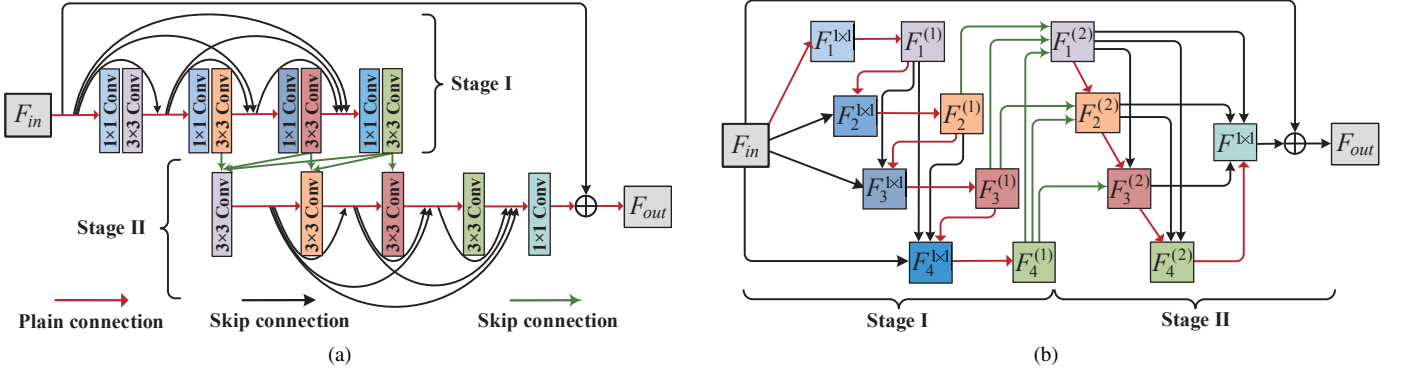 F_in
1×1 Conv
3×3 Conv
1×1 Conv
3×3 Conv
1×1 Conv
3×3 Conv
1×1 Conv
3×3 Conv
Stage I
Stage II
3×3 Conv
3×3 Conv
3×3 Conv
3×3 Conv
1×1 Conv
F_out
Plain connection
Skip connection
Skip connection
(a)
F_in
F_1^{1×1}
F_1^{(1)}
F_2^{1×1}
F_2^{(1)}
F_3^{1×1}
F_3^{(1)}
F_4^{1×1}
F_4^{(1)}
F_1^{(2)}
F_2^{(2)}
F_3^{(2)}
F_4^{(2)}
F^{1×1}
F_out
Stage I
Stage II
(b)